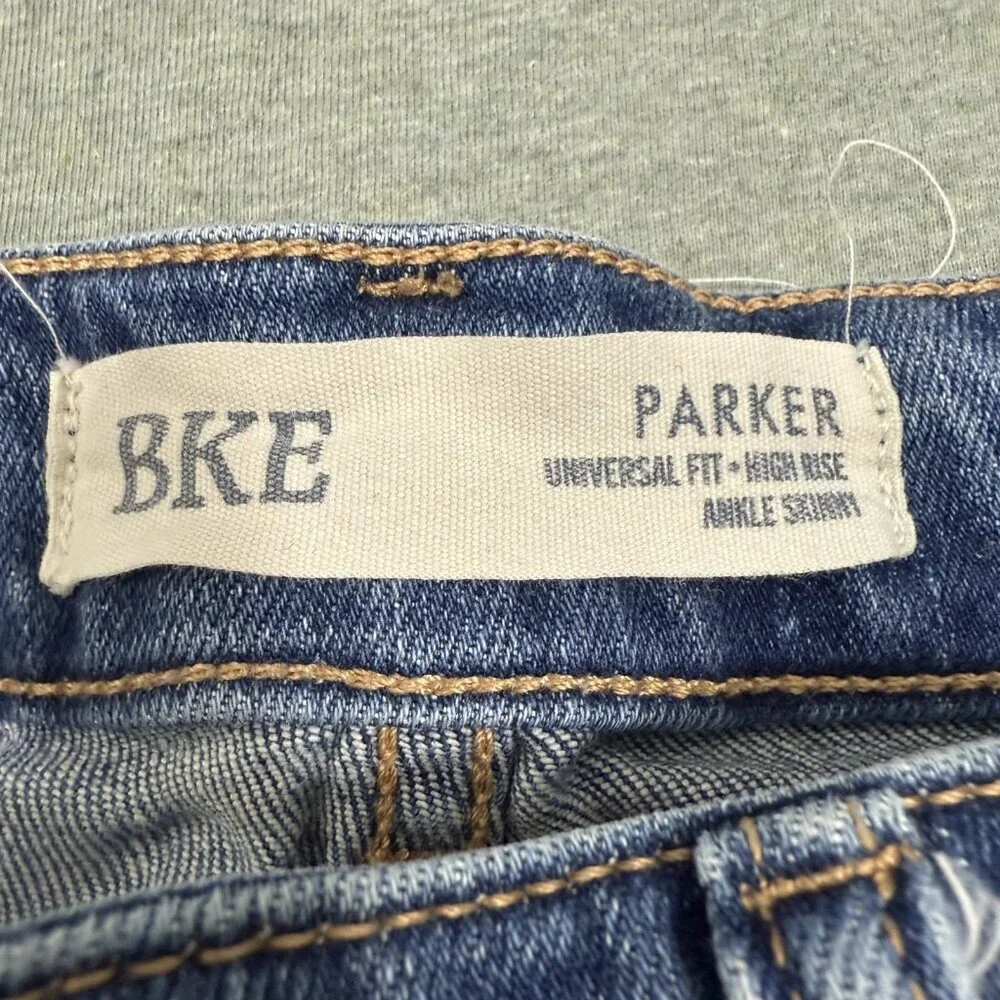 BKE
PARKER
UNIVERSAL FIT • HIGH RISE
ANKLE SKINNY